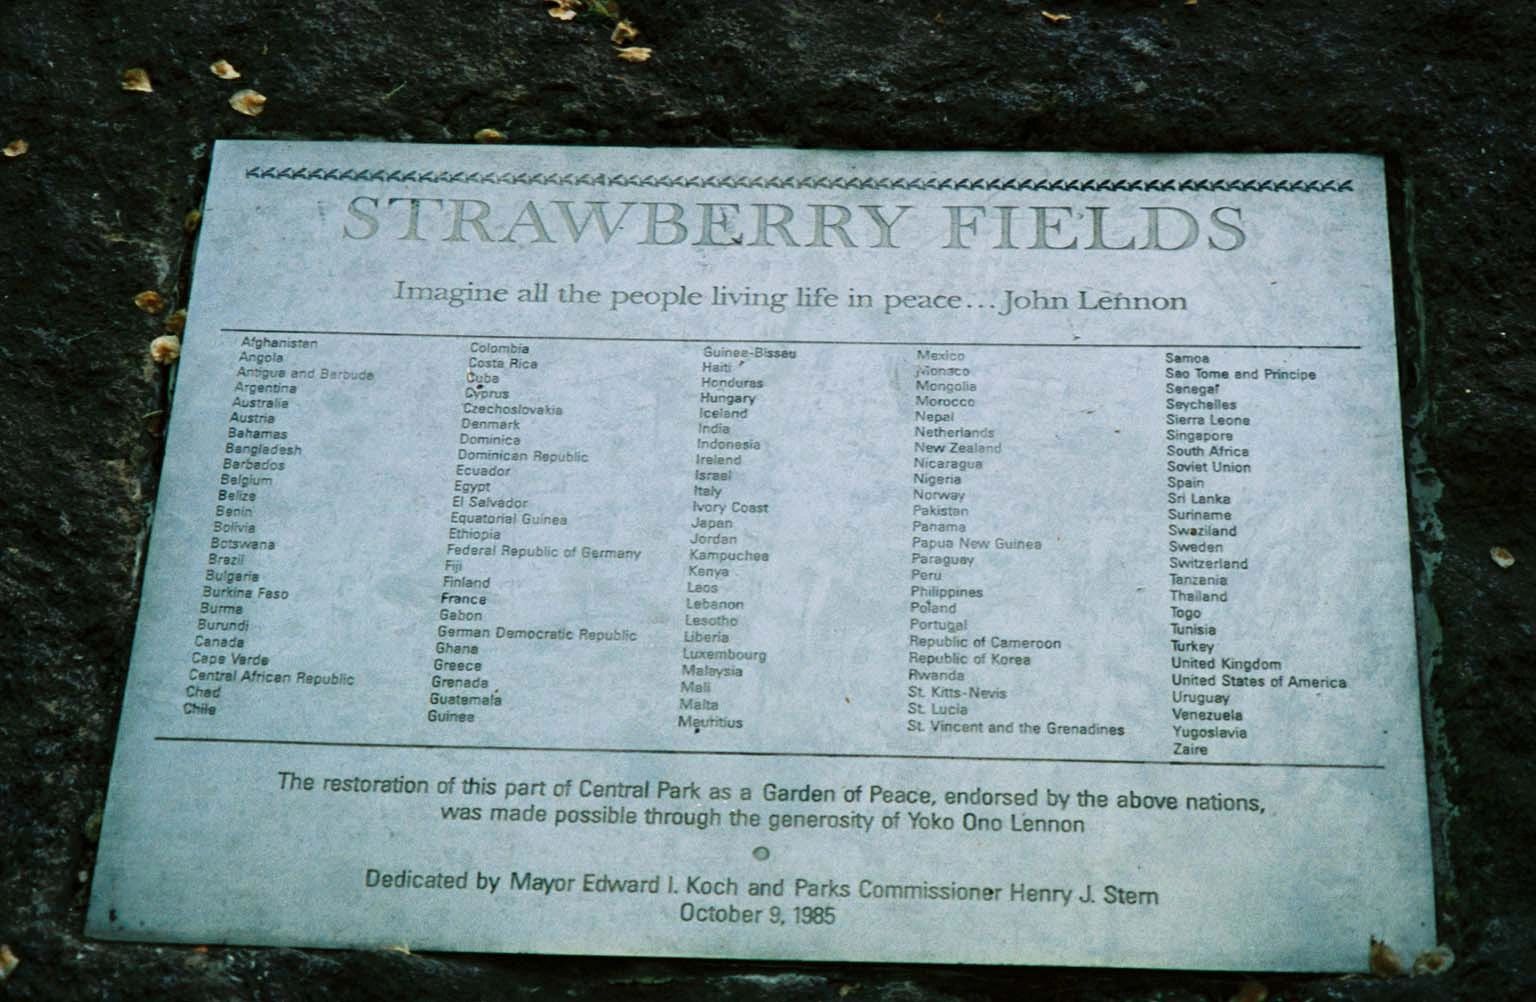 STRAWBERRY FIELDS
Imagine all the people living life in peace...John Lennon
Afghanistan
Angola
Antigua and Barbuda
Argentina
Australia
Austria
Bahamas
Bangladesh
Barbados
Belgium
Belize
Benin
Bolivia
Botswana
Brazil
Bulgaria
Burkina Faso
Burma
Burundi
Canada
Cape Verde
Central African Republic
Chad
Chile
Colombia
Costa Rica
Cuba
Cyprus
Czechoslovakia
Denmark
Dominica
Dominican Republic
Ecuador
Egypt
El Salvador
Equatorial Guinea
Ethiopia
Federal Republic of Germany
Fiji
Finland
France
Gabon
German Democratic Republic
Ghana
Greece
Grenada
Guatemala
Guinea
Guinea-Bissau
Haiti
Honduras
Hungary
Iceland
India
Indonesia
Ireland
Israel
Italy
Ivory Coast
Japan
Jordan
Kampuchea
Kenya
Laos
Lebanon
Lesotho
Liberia
Luxembourg
Malaysia
Mali
Malta
Mauritius
Mexico
Monaco
Mongolia
Morocco
Nepal
Netherlands
New Zealand
Nicaragua
Nigeria
Norway
Pakistan
Panama
Papua New Guinea
Paraguay
Peru
Philippines
Poland
Portugal
Republic of Cameroon
Republic of Korea
Rwanda
St. Kitts-Nevis
St. Lucia
St. Vincent and the Grenadines
Samoa
Sao Tome and Principe
Senegal
Seychelles
Sierra Leone
Singapore
South Africa
Soviet Union
Spain
Sri Lanka
Suriname
Swaziland
Sweden
Switzerland
Tanzania
Thailand
Togo
Tunisia
Turkey
United Kingdom
United States of America
Uruguay
Venezuela
Yugoslavia
Zaire
The restoration of this part of Central Park as a Garden of Peace, endorsed by the above nations,
was made possible through the generosity of Yoko Ono Lennon
Dedicated by Mayor Edward I. Koch and Parks Commissioner Henry J. Stern
October 9, 1985